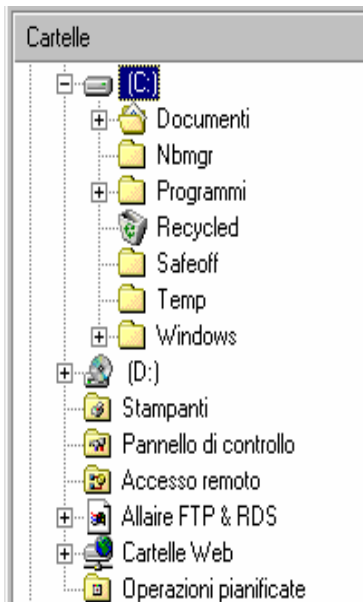 Cartelle
(C:)
Documenti
Nbmgr
Programmi
Recycled
Safeoff
Temp
Windows
(D:)
Stampanti
Pannello di controllo
Accesso remoto
Allaire FTP & RDS
Cartelle Web
Operazioni pianificate